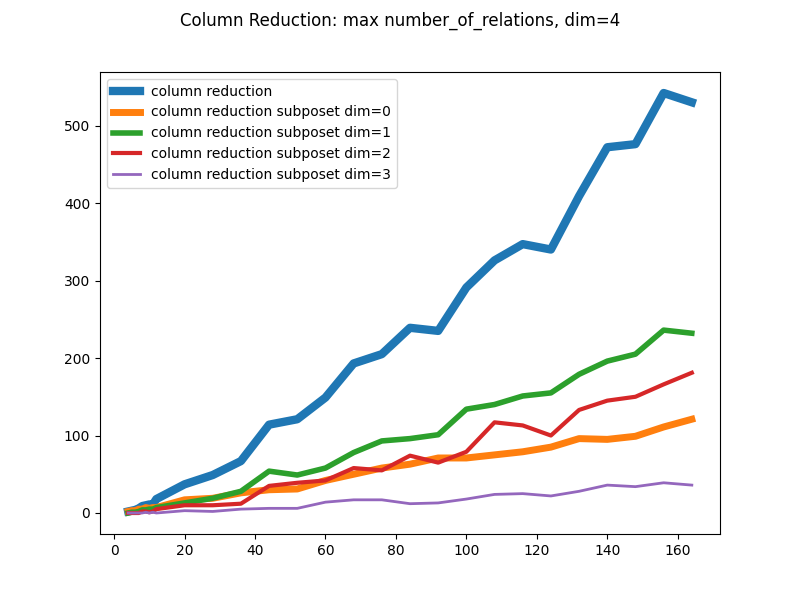 Column Reduction: max number_of_relations, dim=4
column reduction
column reduction subposet dim=0
column reduction subposet dim=1
column reduction subposet dim=2
column reduction subposet dim=3
500
400
300
200
100
0
0 20 40 60 80 100 120 140 160